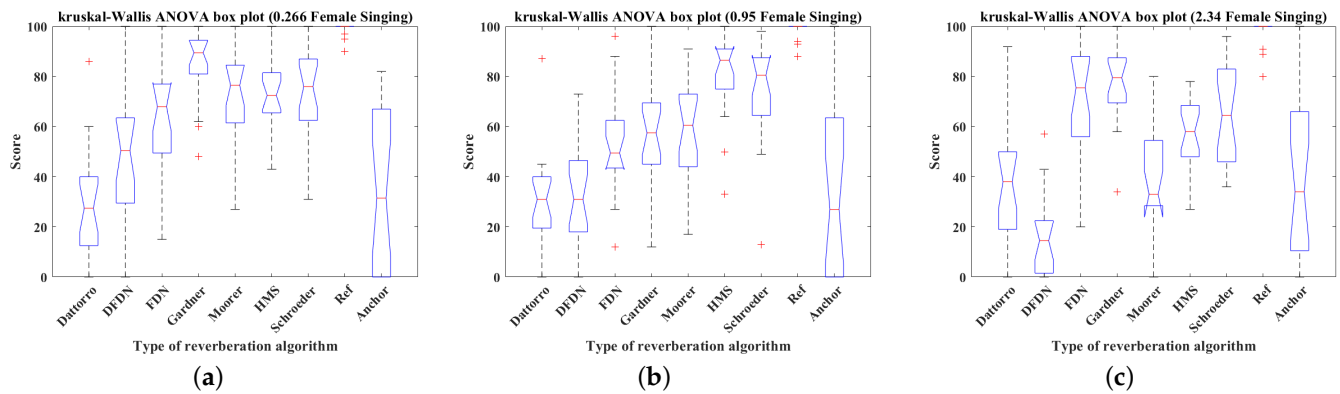 kruskal-Wallis ANOVA box plot (0.266 Female Singing)
100
80
60
40
20
0
Score
Dattorro
DFDN
FDN
Gardner
Moorer
HMS
Schroeder
Ref
Anchor
Type of reverberation algorithm
(a)
kruskal-Wallis ANOVA box plot (0.95 Female Singing)
100
80
60
40
20
0
Score
Dattorro
DFDN
FDN
Gardner
Moorer
HMS
Schroeder
Ref
Anchor
Type of reverberation algorithm
(b)
kruskal-Wallis ANOVA box plot (2.34 Female Singing)
100
80
60
40
20
0
Score
Dattorro
DFDN
FDN
Gardner
Moorer
HMS
Schroeder
Ref
Anchor
Type of reverberation algorithm
(c)